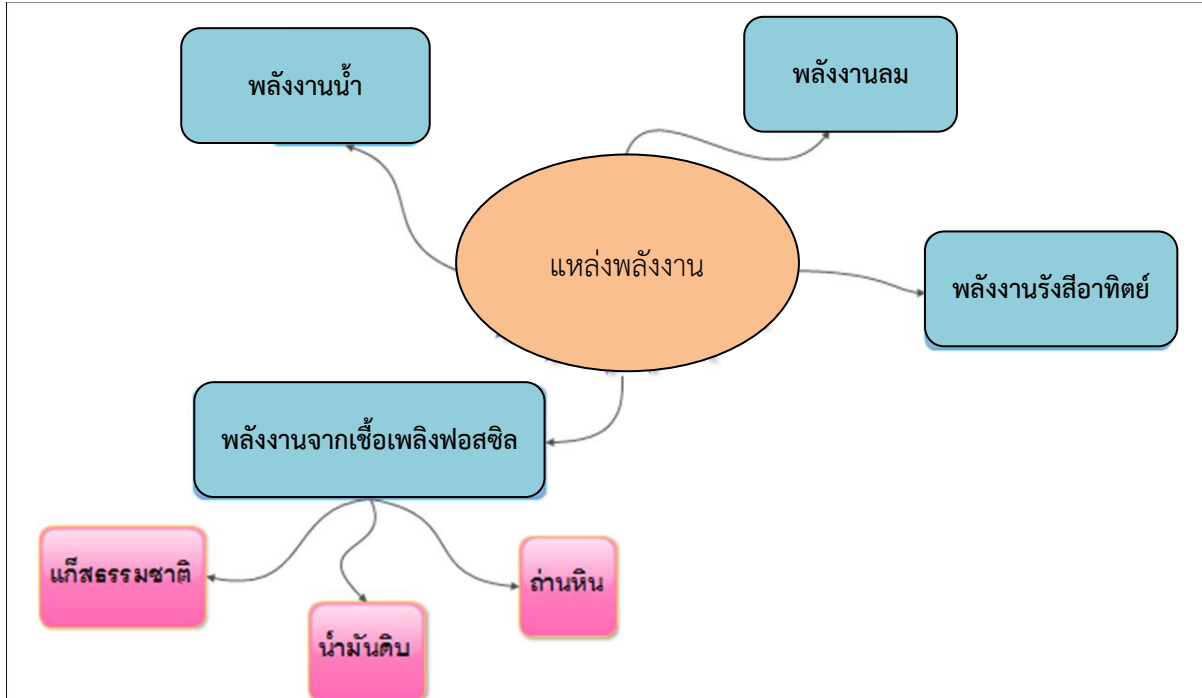 พลังงานน้ำ
พลังงานลม
แหล่งพลังงาน
พลังงานรังสีอาทิตย์
พลังงานจากเชื้อเพลิงฟอสซิล
แก๊สธรรมชาติ
ถ่านหิน
น้ำมันดิบ